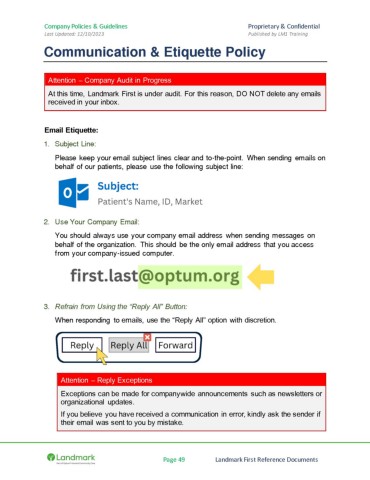 Company Policies & Guidelines
Proprietary & Confidential
Last Updated: 12/19/2023
Published by LM1 Training
Communication & Etiquette Policy
Attention – Company Audit in Progress
At this time, Landmark First is under audit. For this reason, DO NOT delete any emails
received in your inbox.
Email Etiquette:
1. Subject Line:
Please keep your email subject lines clear and to-the-point. When sending emails on
behalf of our patients, please use the following subject line:
Subject:
Patient's Name, ID, Market
2. Use Your Company Email:
You should always use your company email address when sending messages on
behalf of the organization. This should be the only email address that you access
from your company-issued computer.
first.last@optum.org
3. Refrain from Using the “Reply All” Button:
When responding to emails, use the “Reply All” option with discretion.
Reply Reply All Forward
Attention – Reply Exceptions
Exceptions can be made for companywide announcements such as newsletters or
organizational updates.
If you believe you have received a communication in error, kindly ask the sender if
their email was sent to you by mistake.
Landmark
Page 49
Landmark First Reference Documents